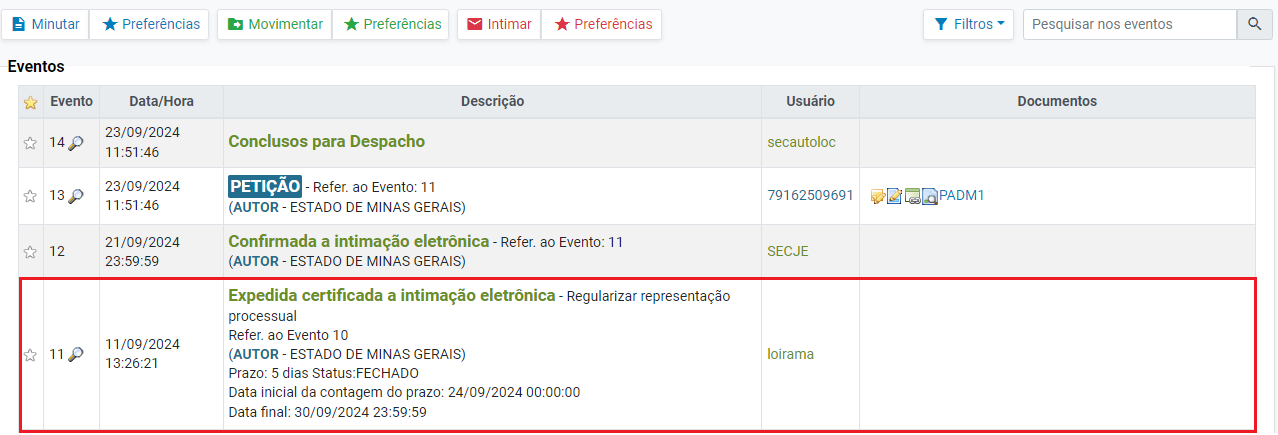 Minutar Preferências Movimentar Preferências Intimar Preferências Filtros Pesquisar nos eventos
Eventos
Evento Data/Hora Descrição Usuário Documentos
14 23/09/2024 11:51:46 Conclusos para Despacho secautoloc
13 23/09/2024 11:51:46 PETIÇÃO - Refer. ao Evento: 11 79162509691 PADM1
(AUTOR - ESTADO DE MINAS GERAIS)
12 21/09/2024 23:59:59 Confirmada a intimação eletrônica - Refer. ao Evento: 11 SECJE
(AUTOR - ESTADO DE MINAS GERAIS)
Expedida certificada a intimação eletrônica - Regularizar representação
processual
Refer. ao Evento 10
11 11/09/2024 13:26:21 (AUTOR - ESTADO DE MINAS GERAIS) loirama
Prazo: 5 dias Status:FECHADO
Data inicial da contagem do prazo: 24/09/2024 00:00:00
Data final: 30/09/2024 23:59:59